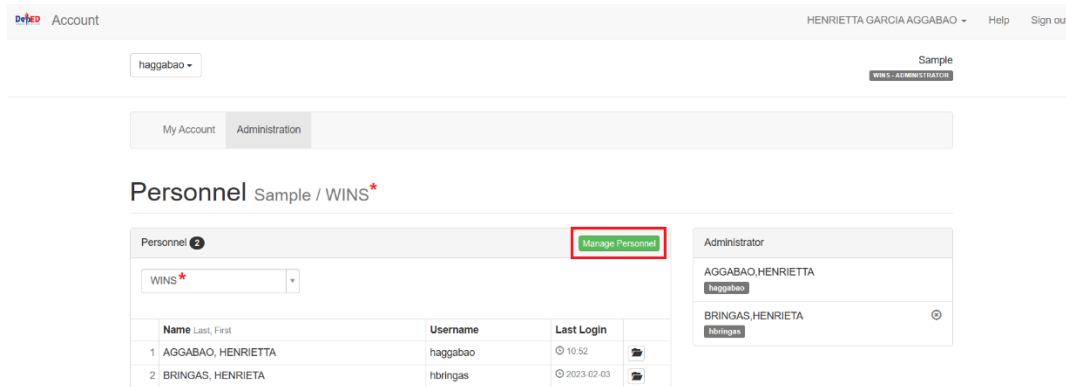 DepED Account HENRIETTA GARCIA AGGABAO Help Sign ou
haggabao Sample
WINS - ADMINISTRATOR
My Account Administration
Personnel Sample / WINS*
Personnel 2 Manage Personnel Administrator
WINS* AGGABAO,HENRIETTA
haggabao
BRINGAS,HENRIETA
hbringas
Name Last, First Username Last Login
1 AGGABAO, HENRIETTA haggabao 10:52
2 BRINGAS, HENRIETA hbringas 2023-02-03